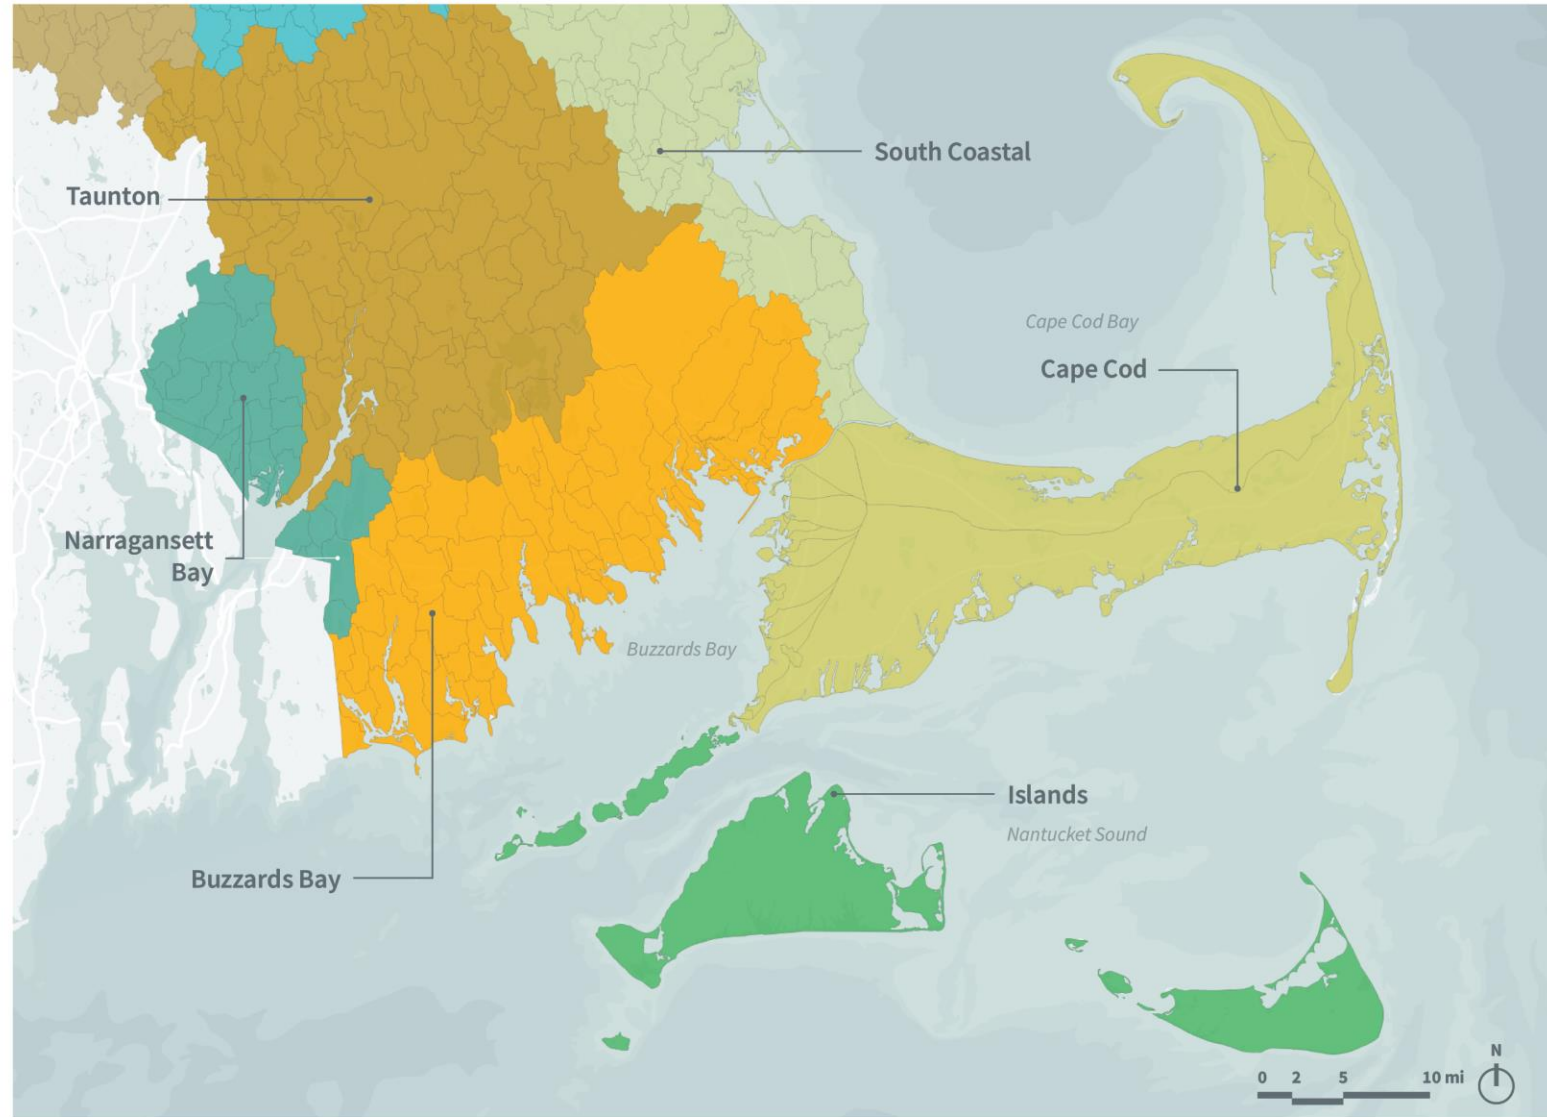 South Coastal
Taunton
Cape Cod Bay
Cape Cod
Narragansett
Bay
Buzzards Bay
Islands
Nantucket Sound
Buzzards Bay
N
0 2 5 10 mi